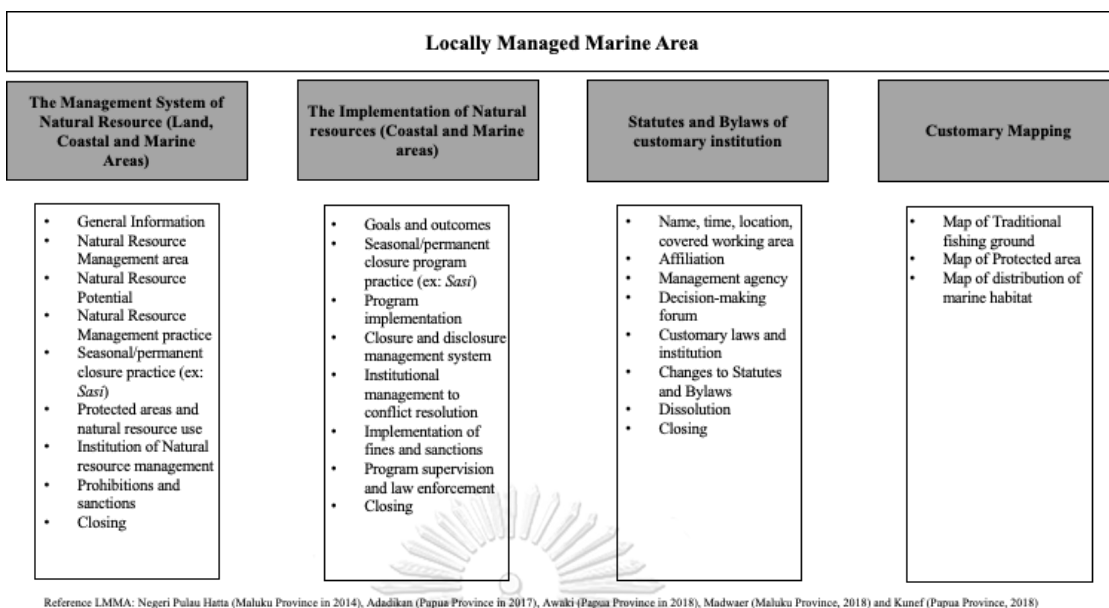 Locally Managed Marine Area
The Management System of
Natural Resource (Land,
Coastal and Marine
Areas)
The Implementation of Natural
resources (Coastal and Marine
areas)
Statutes and Bylaws of
customary institution
Customary Mapping
• General Information
• Natural Resource
Management area
• Natural Resource
Potential
• Natural Resource
Management practice
• Seasonal/permanent
closure practice (ex:
Sasi)
• Protected areas and
natural resource use
• Institution of Natural
resource management
• Prohibitions and
sanctions
• Closing
• Goals and outcomes
• Seasonal/permanent
closure program
practice (ex: Sasi)
• Program
implementation
• Closure and disclosure
management system
• Institutional
management to
conflict resolution
• Implementation of
fines and sanctions
• Program supervision
and law enforcement
• Closing
• Name, time, location,
covered working area
• Affiliation
• Management agency
• Decision-making
forum
• Customary laws and
institution
• Changes to Statutes
and Bylaws
• Dissolution
• Closing
• Map of Traditional
fishing ground
• Map of Protected area
• Map of distribution of
marine habitat
Reference LMMA: Negeri Pulau Hatta (Maluku Province in 2014), Adadikan (Papua Province in 2017), Awaki (Papua Province in 2018), Madwaer (Maluku Province, 2018) and Kunef (Papua Province, 2018)